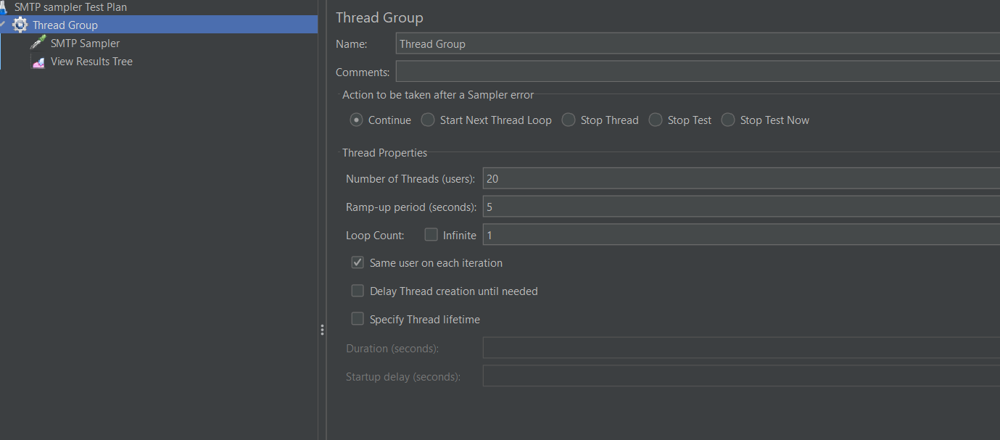 SMTP sampler Test Plan
Thread Group
SMTP Sampler
View Results Tree
Thread Group
Name: Thread Group
Comments:
Action to be taken after a Sampler error
Continue Start Next Thread Loop Stop Thread Stop Test Stop Test Now
Thread Properties
Number of Threads (users): 20
Ramp-up period (seconds): 5
Loop Count: Infinite 1
Same user on each iteration
Delay Thread creation until needed
Specify Thread lifetime
Duration (seconds):
Startup delay (seconds):